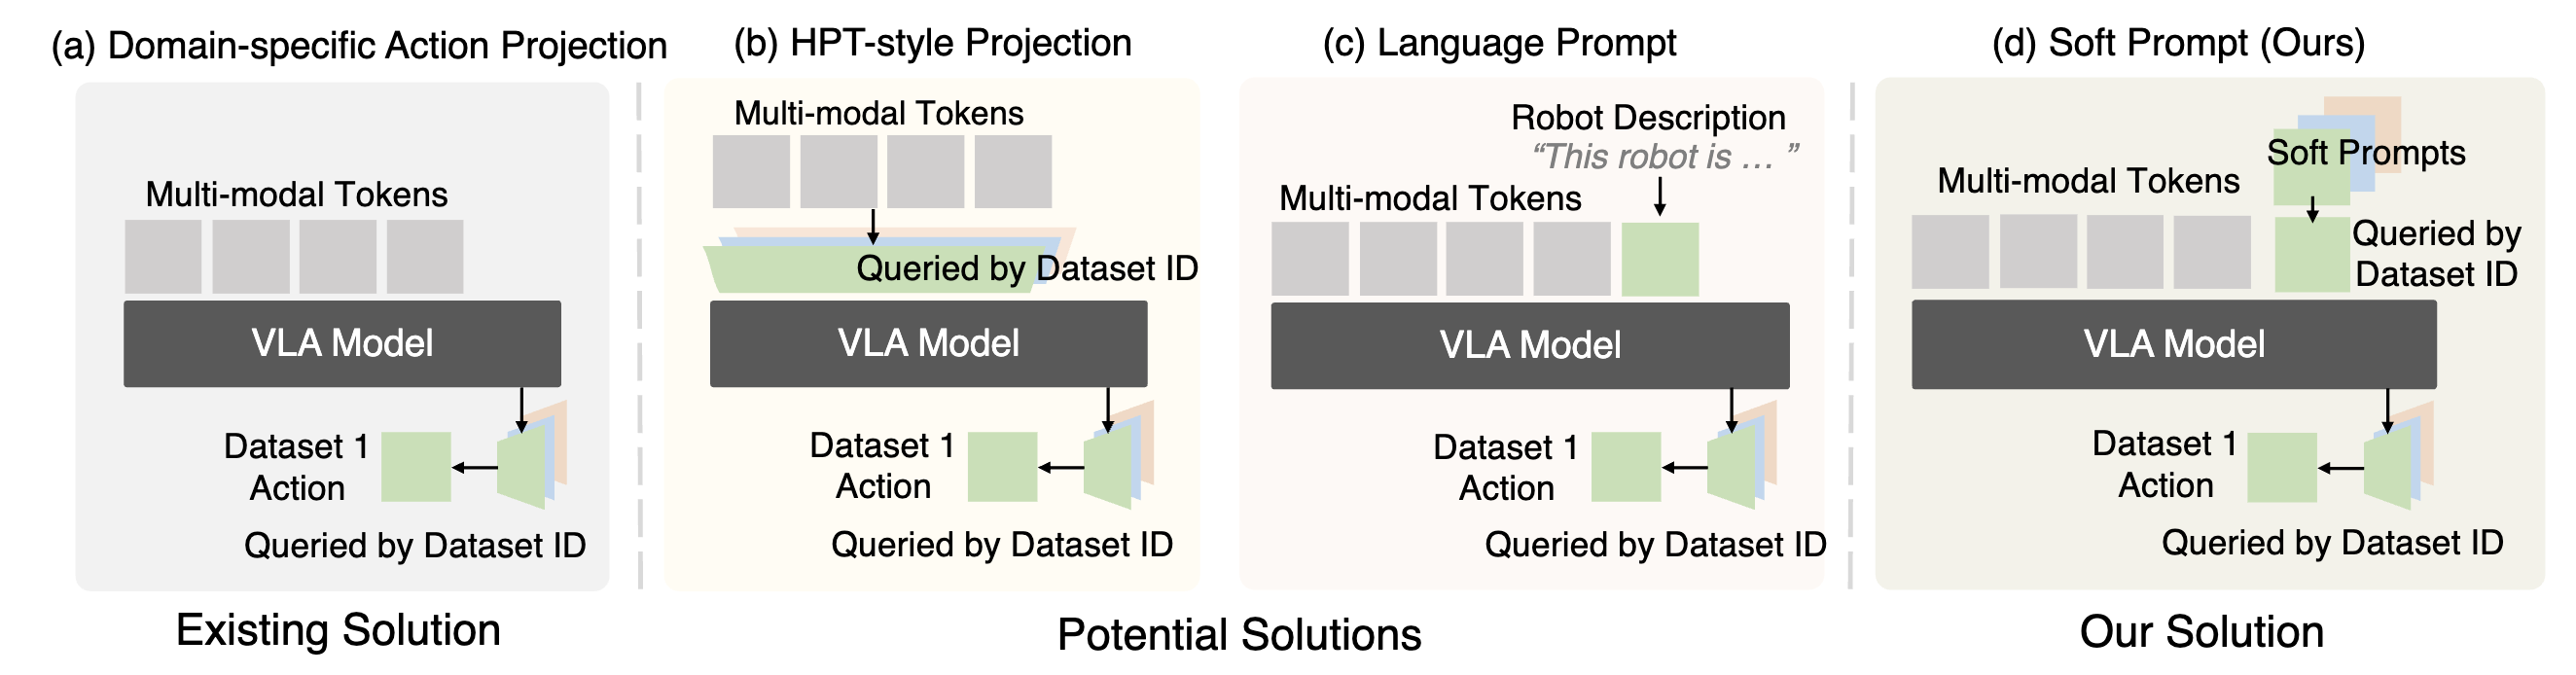 (a) Domain-specific Action Projection
Multi-modal Tokens
VLA Model
Dataset 1
Action
Queried by Dataset ID
Existing Solution
(b) HPT-style Projection
Multi-modal Tokens
Queried by Dataset ID
VLA Model
Dataset 1
Action
Queried by Dataset ID
(c) Language Prompt
Robot Description
“This robot is … ”
Multi-modal Tokens
VLA Model
Dataset 1
Action
Queried by Dataset ID
Potential Solutions
(d) Soft Prompt (Ours)
Soft Prompts
Multi-modal Tokens
Queried by
Dataset ID
VLA Model
Dataset 1
Action
Queried by Dataset ID
Our Solution